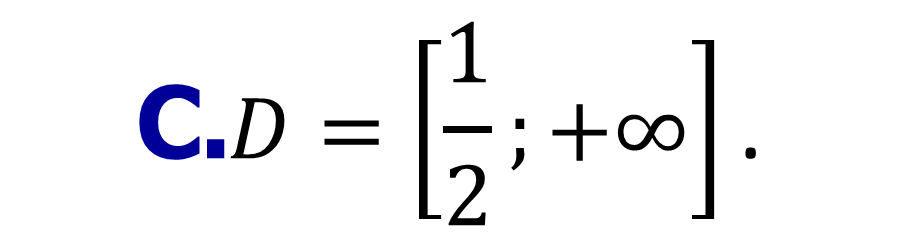 C. D = [1/2 ; +∞].